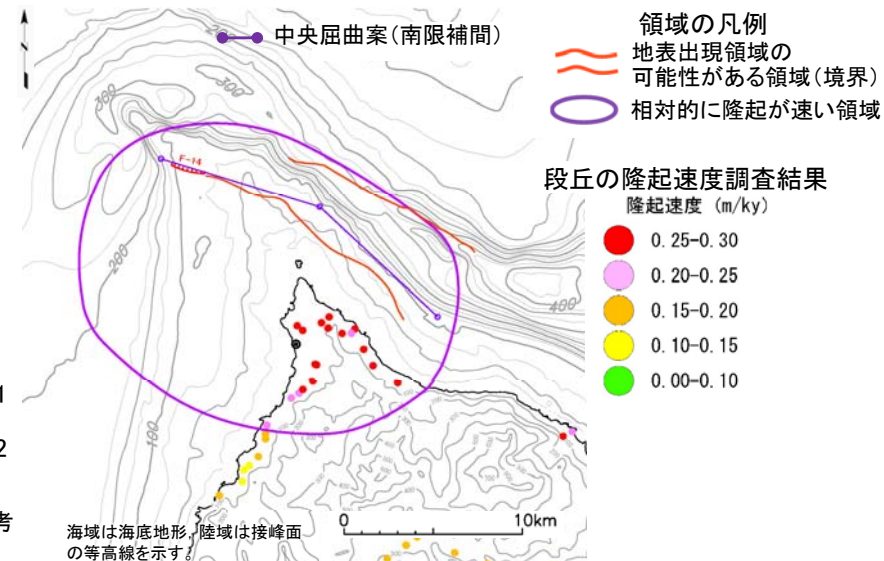 中央屈曲案(南限補間)
領域の凡例
地表出現領域の
可能性がある領域(境界)
相対的に隆起が速い領域
段丘の隆起速度調査結果
隆起速度 (m/ky)
0.25-0.30
0.20-0.25
0.15-0.20
0.10-0.15
0.00-0.10
N
300
300
F-14
200
400
100
1
2
考
0 10km
海域は海底地形,陸域は接峰面
の等高線を示す。